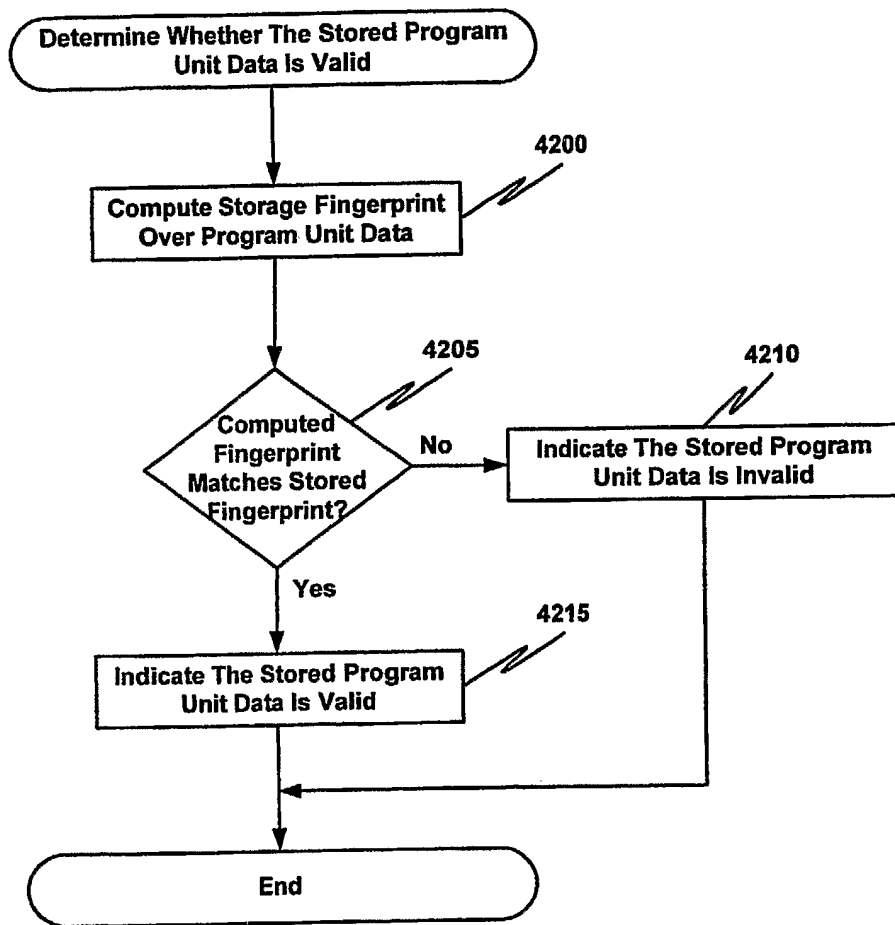 Determine Whether The Stored Program
Unit Data Is Valid
4200
Compute Storage Fingerprint
Over Program Unit Data
4205
Computed
Fingerprint
Matches Stored
Fingerprint?
No
4210
Indicate The Stored Program
Unit Data Is Invalid
Yes
4215
Indicate The Stored Program
Unit Data Is Valid
End